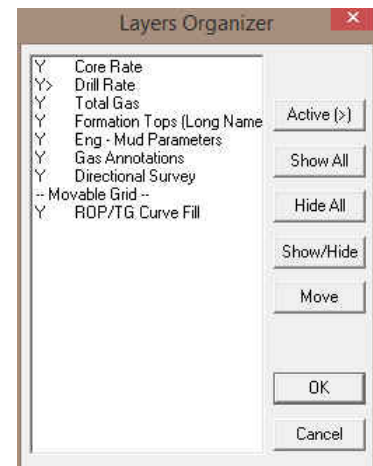 Layers Organizer
Y Core Rate
Y> Drill Rate
Y Total Gas
Y Formation Tops (Long Name
Y Eng - Mud Parameters
Y Gas Annotations
Y Directional Survey
-- Movable Grid --
Y ROP/TG Curve Fill
Active (>)
Show All
Hide All
Show/Hide
Move
OK
Cancel